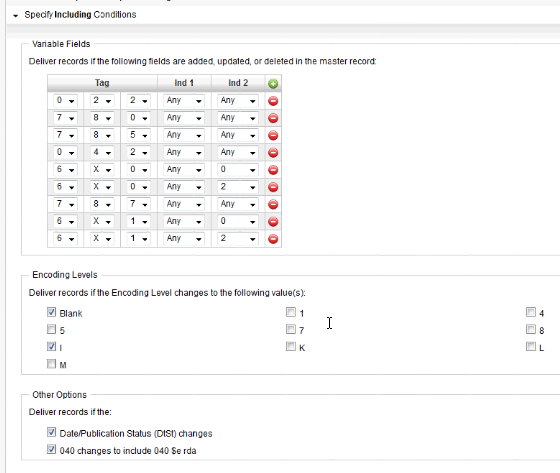 Specify Including Conditions
Variable Fields
Deliver records if the following fields are added, updated, or deleted in the master record:
Tag Ind 1 Ind 2
0 2 2 Any Any
7 8 0 Any Any
7 8 5 Any Any
0 4 2 Any Any
6 X 0 Any 0
6 X 0 Any 2
7 8 7 Any Any
6 X 1 Any 0
6 X 1 Any 2
Encoding Levels
Deliver records if the Encoding Level changes to the following value(s):
Blank 1 4
5 7 8
I K L
M
Other Options
Deliver records if the:
Date/Publication Status (DtSt) changes
040 changes to include 040 $e rda